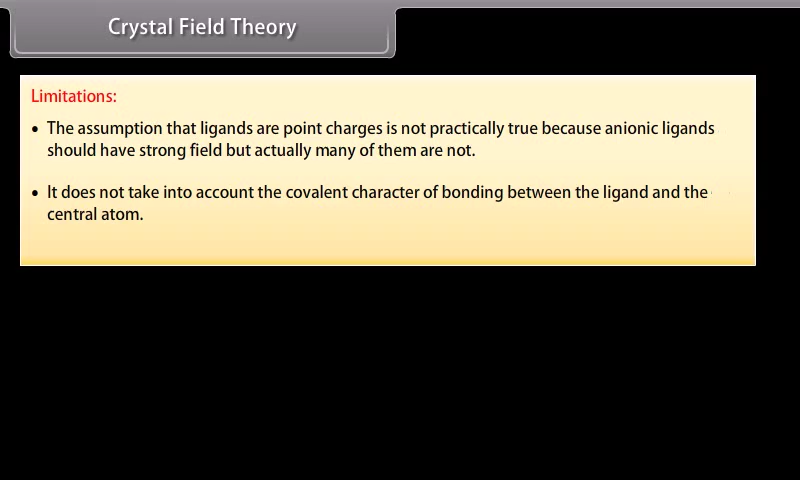 Crystal Field Theory
Limitations:
• The assumption that ligands are point charges is not practically true because anionic ligands
should have strong field but actually many of them are not.
• It does not take into account the covalent character of bonding between the ligand and the
central atom.